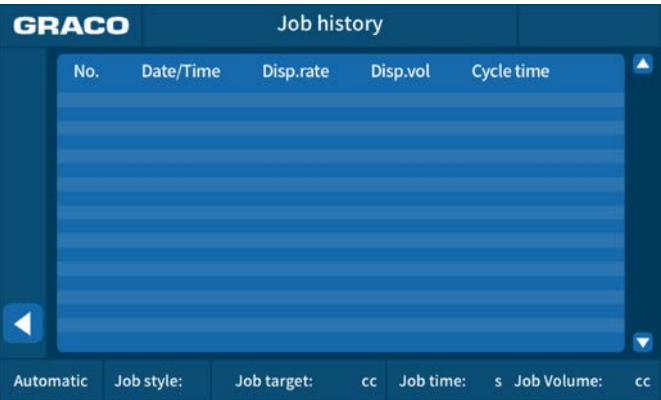 GRACO Job history
No. Date/Time Disp.rate Disp.vol Cycle time
Automatic Job style: Job target: cc Job time: s Job Volume: cc